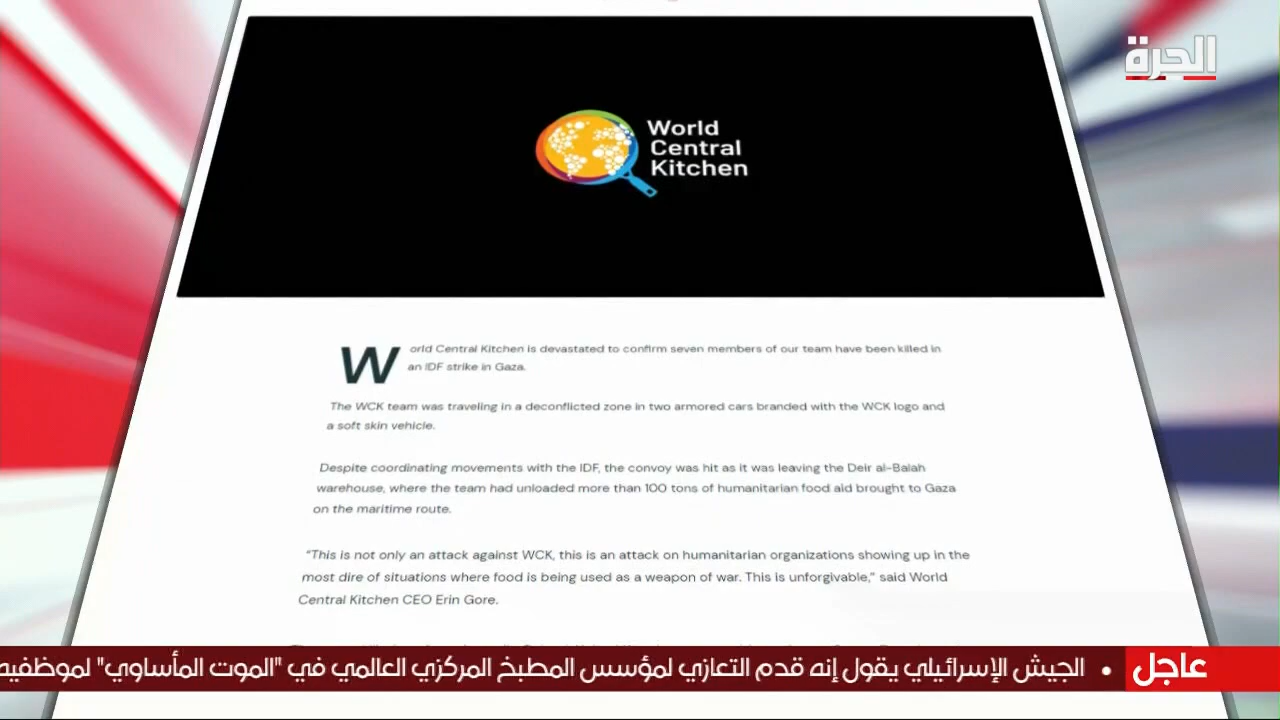 الحرة
World
Central
Kitchen
World Central Kitchen is devastated to confirm seven members of our team have been killed in
an IDF strike in Gaza.
The WCK team was traveling in a deconflicted zone in two armored cars branded with the WCK logo and
a soft skin vehicle.
Despite coordinating movements with the IDF, the convoy was hit as it was leaving the Deir al-Balah
warehouse, where the team had unloaded more than 100 tons of humanitarian food aid brought to Gaza
on the maritime route.
“This is not only an attack against WCK, this is an attack on humanitarian organizations showing up in the
most dire of situations where food is being used as a weapon of war. This is unforgivable,” said World
Central Kitchen CEO Erin Gore.
عاجل • الجيش الإسرائيلي يقول إنه قدم التعازي لمؤسس المطبخ المركزي العالمي في "الموت المأساوي" لموظفيه